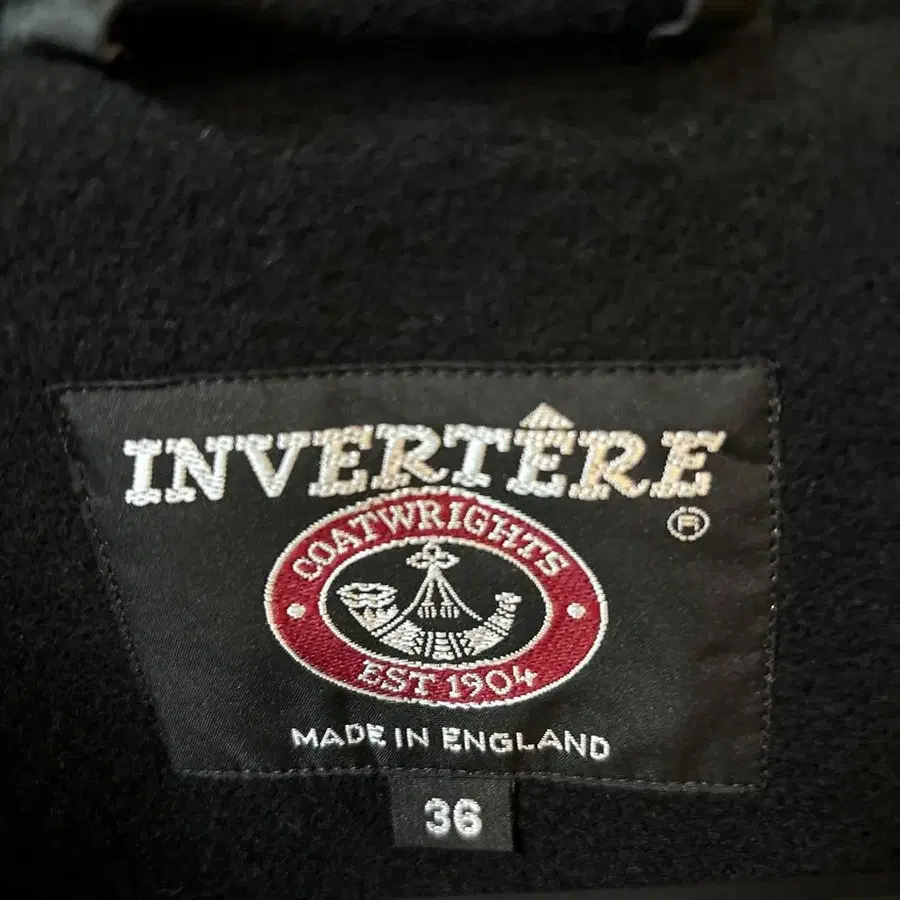 INVERTÊRE
®
COATWRIGHTS
EST 1904
MADE IN ENGLAND
36